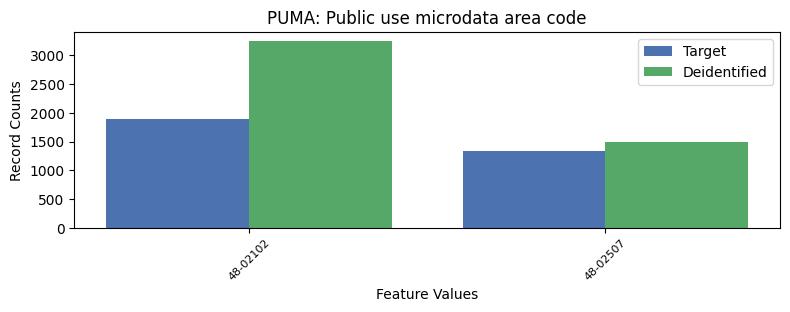 PUMA: Public use microdata area code
Target
Deidentified
Record Counts
3000
2500
2000
1500
1000
500
0
48-02102
48-02507
Feature Values